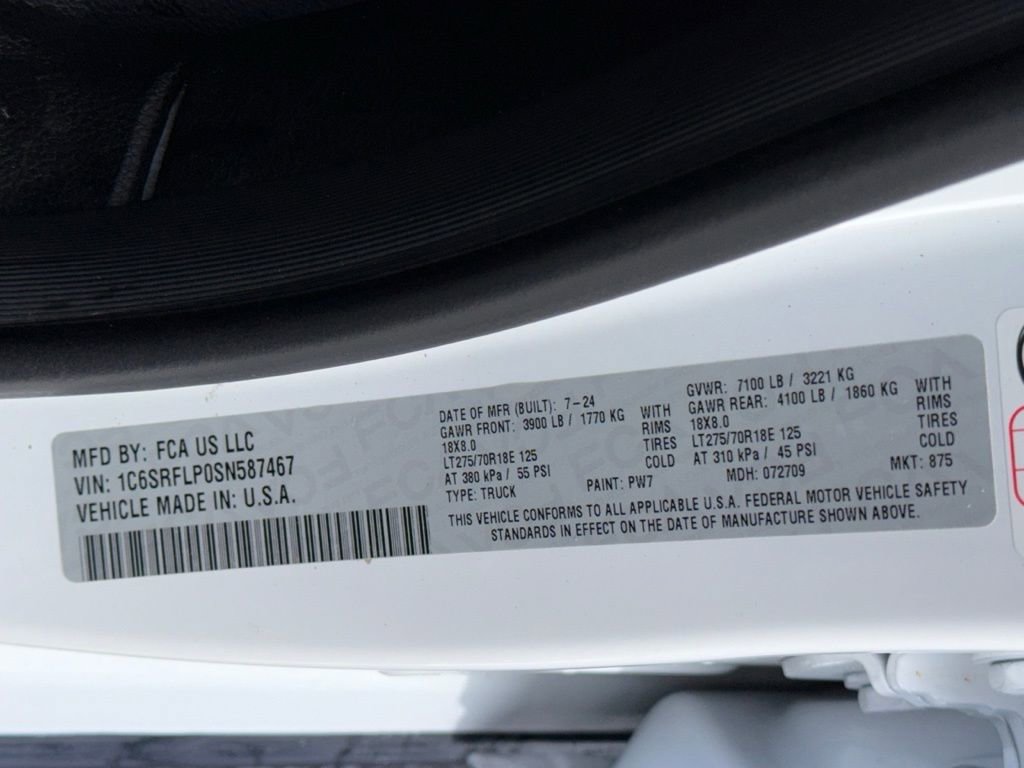 MFD BY: FCA US LLC
VIN: 1C6SRFLP0SN587467
VEHICLE MADE IN: U.S.A.
DATE OF MFR (BUILT): 7-24
GAWR FRONT: 3900 LB / 1770 KG WITH
18X8.0 RIMS
LT275/70R18E 125 TIRES
AT 380 kPa / 55 PSI COLD
TYPE: TRUCK PAINT: PW7
GVWR: 7100 LB / 3221 KG
GAWR REAR: 4100 LB / 1860 KG WITH
18X8.0 RIMS
LT275/70R18E 125 TIRES
AT 310 kPa / 45 PSI COLD
MDH: 072709 MKT: 875
THIS VEHICLE CONFORMS TO ALL APPLICABLE U.S.A. FEDERAL MOTOR VEHICLE SAFETY
STANDARDS IN EFFECT ON THE DATE OF MANUFACTURE SHOWN ABOVE.